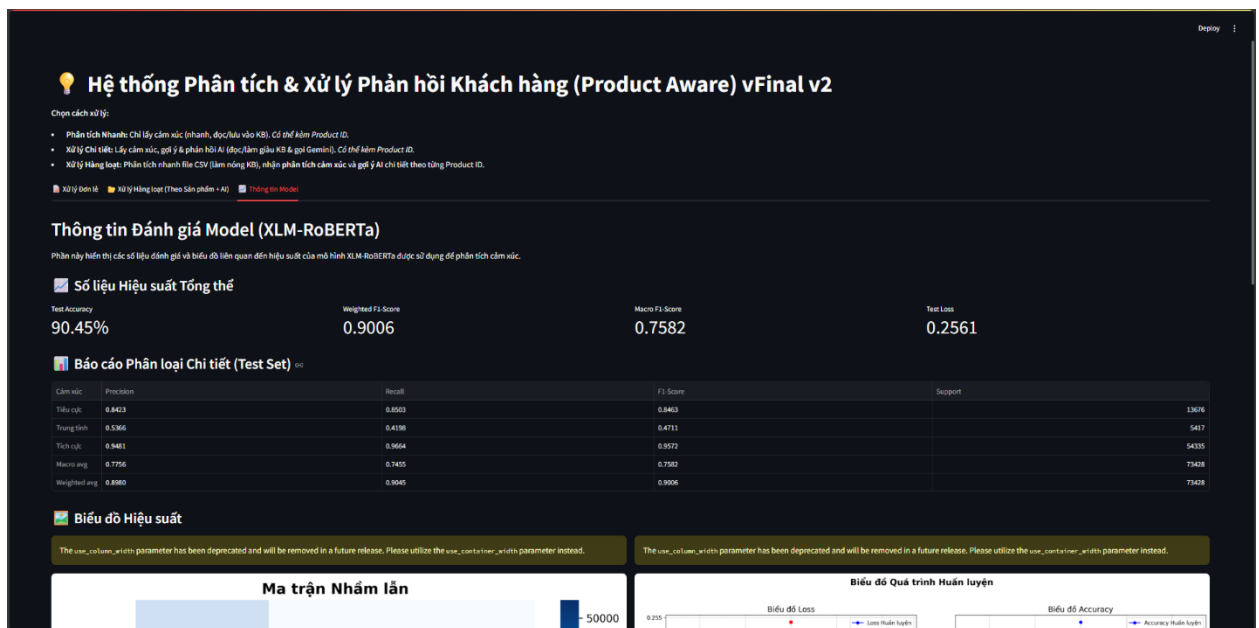 Deploy
Hệ thống Phân tích & Xử lý Phản hồi Khách hàng (Product Aware) vFinal v2
Chọn cách xử lý:
Phân tích Nhanh: Chỉ lấy cảm xúc (nhanh, đọc/lưu vào KB). Có thể kèm Product ID.
Xử lý Chi tiết: Lấy cảm xúc, gợi ý & phản hồi AI (đọc/làm giàu KB & gọi Gemini). Có thể kèm Product ID.
Xử lý Hàng loạt: Phân tích nhanh file CSV (làm nóng KB), nhận phân tích cảm xúc và gợi ý AI chi tiết theo từng Product ID.
Xử lý Đơn lẻ Xử lý Hàng loạt (Theo Sản phẩm + AI) Thông tin Model
Thông tin Đánh giá Model (XLM-RoBERTa)
Phần này hiển thị các số liệu đánh giá và biểu đồ liên quan đến hiệu suất của mô hình XLM-RoBERTa được sử dụng để phân tích cảm xúc.
Số liệu Hiệu suất Tổng thể
Test Accuracy Weighted F1-Score Macro F1-Score Test Loss
90.45% 0.9006 0.7582 0.2561
Báo cáo Phân loại Chi tiết (Test Set)
Cảm xúc Precision Recall F1-Score Support
Tiêu cực 0.8423 0.8503 0.8463 13676
Trung tính 0.5366 0.4198 0.4711 5417
Tích cực 0.9481 0.9664 0.9572 54335
Macro avg 0.7756 0.7455 0.7582 73428
Weighted avg 0.8980 0.9045 0.9006 73428
Biểu đồ Hiệu suất
The use_column_width parameter has been deprecated and will be removed in a future release. Please utilize the use_container_width parameter instead.
The use_column_width parameter has been deprecated and will be removed in a future release. Please utilize the use_container_width parameter instead.
Ma trận Nhầm lẫn
50000
Biểu đồ Quá trình Huấn luyện
Biểu đồ Loss Biểu đồ Accuracy
0.255 Loss Huấn luyện Accuracy Huấn luyện